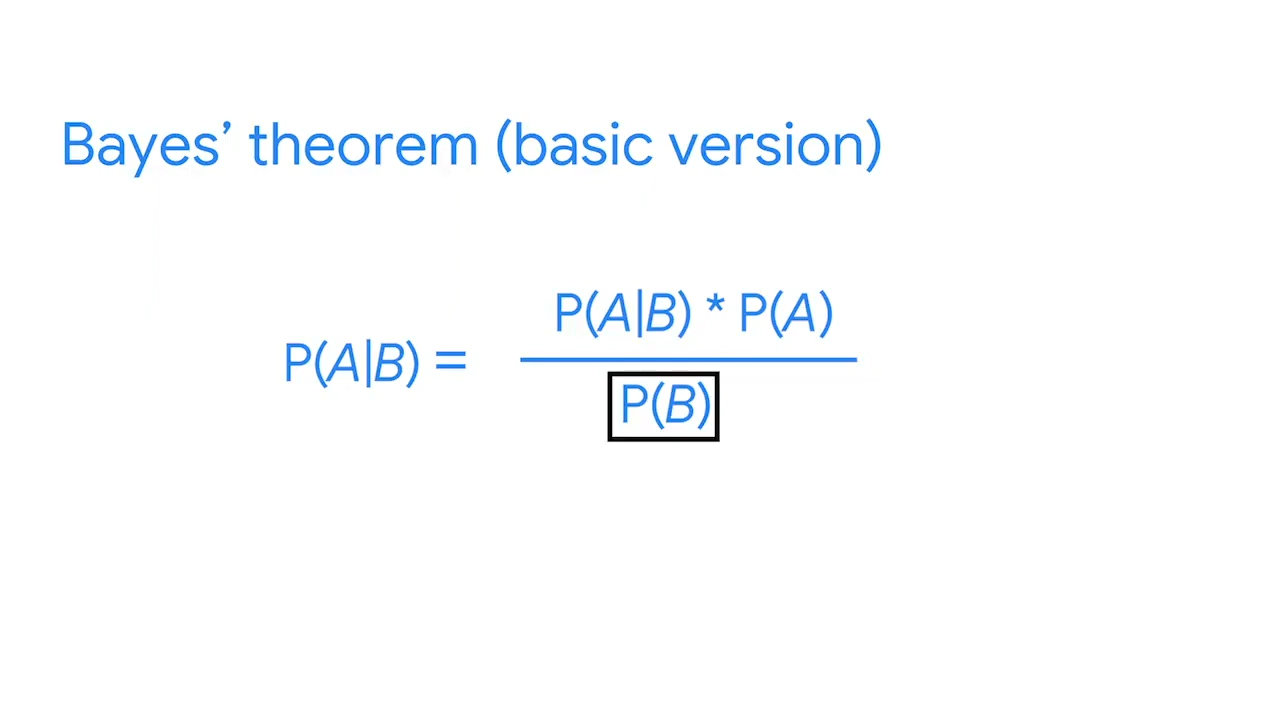 Bayes’ theorem (basic version)
P(A|B) * P(A)
P(A|B) =
P(B)